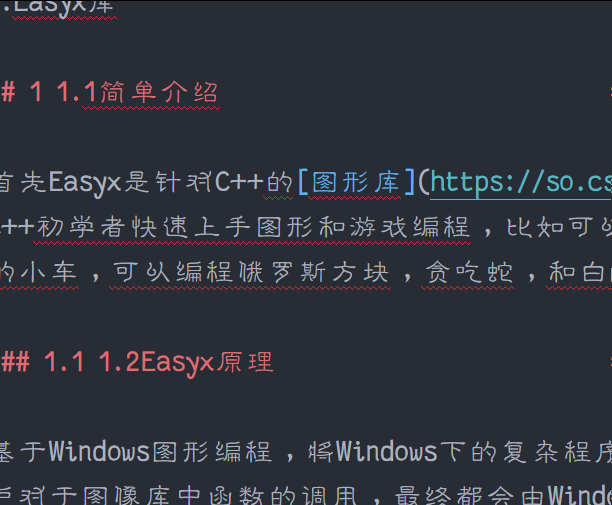 .Easyx库
## 1 1.1简单介绍
首先Easyx是针对C++的[图形库](https://so.cs
C++初学者快速上手图形和游戏编程，比如可以
的小车，可以编程俄罗斯方块，贪吃蛇，和白
## 1.1 1.2Easyx原理
基于Windows图形编程，将Windows下的复杂程序
户对于图像库中函数的调用，最终都会由Windo